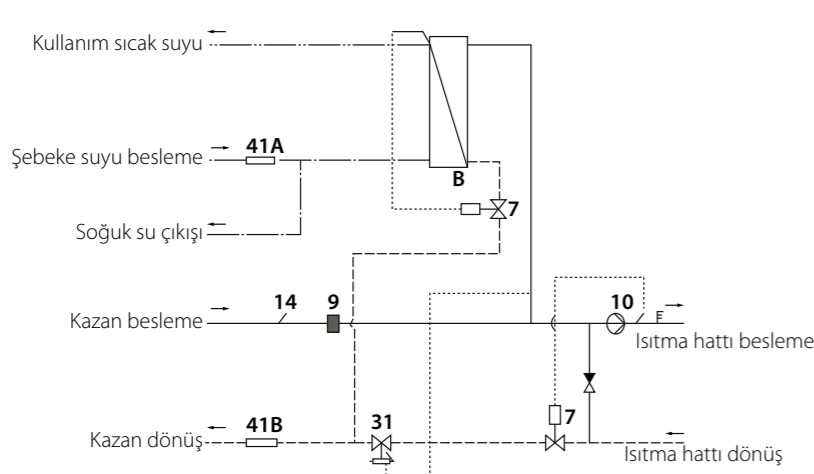 Kullanım sıcak suyu
41A
Şebeke suyu besleme
B
7
Soğuk su çıkışı
14
9
10
Kazan besleme
F
Isıtma hattı besleme
41B
31
7
Kazan dönüş
Isıtma hattı dönüş